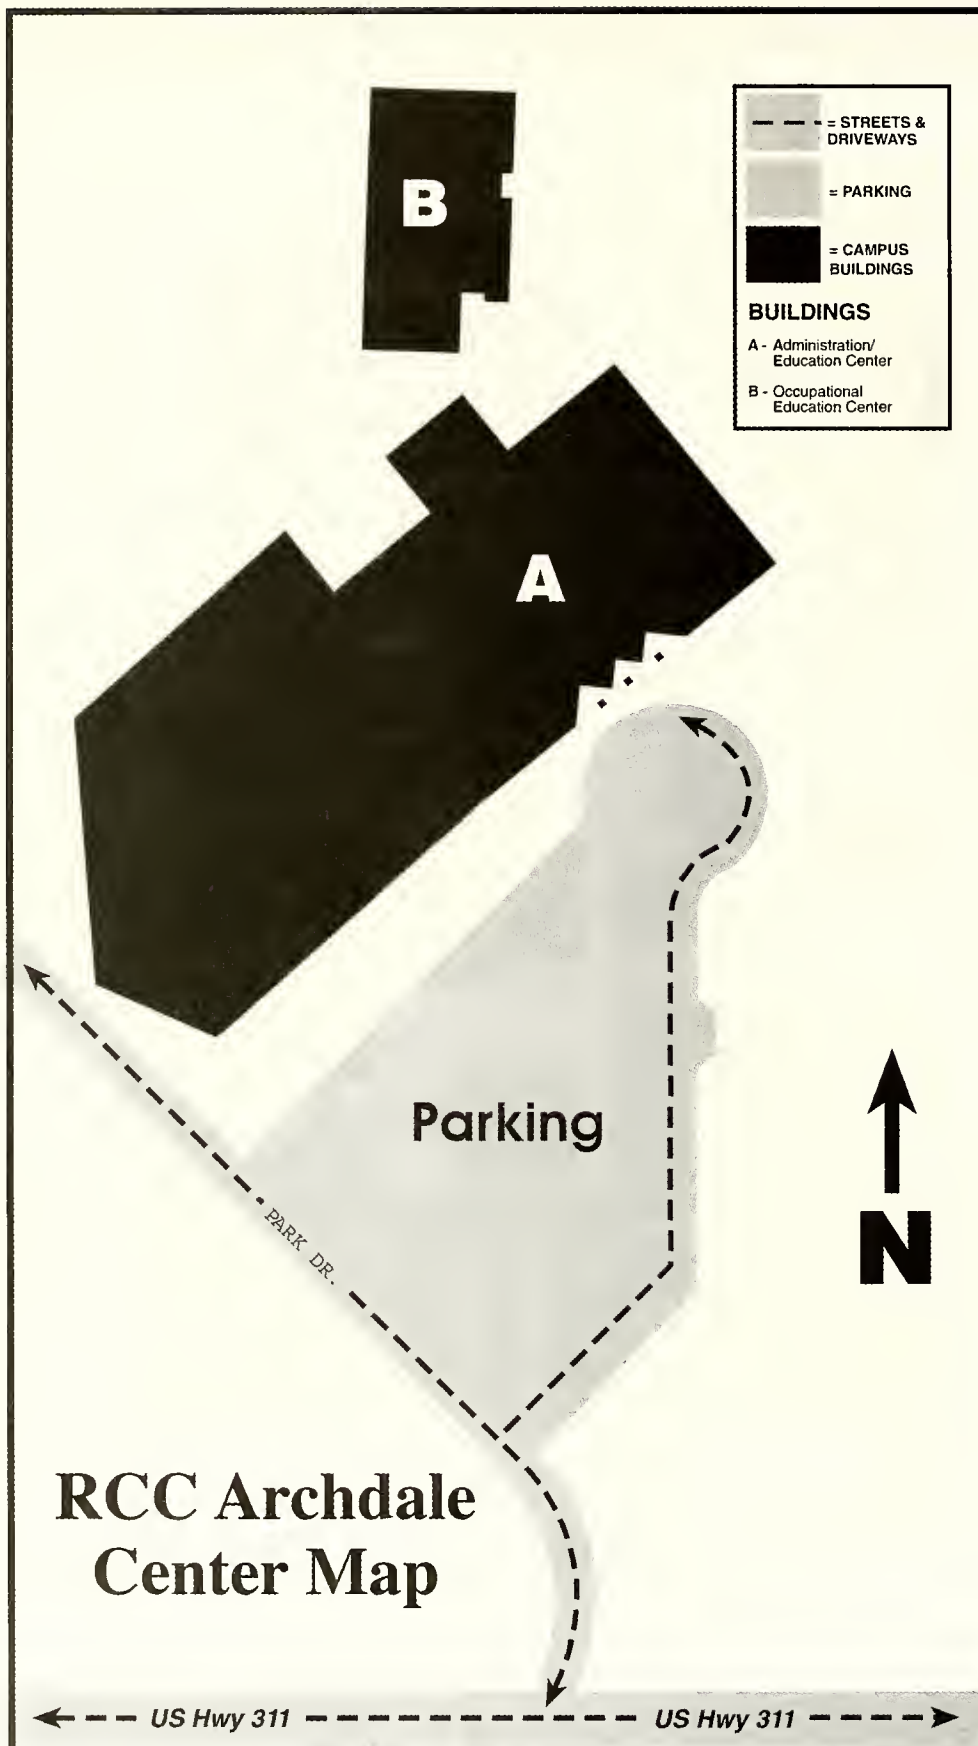 B
= STREETS &
DRIVEWAYS
= PARKING
= CAMPUS
BUILDINGS
BUILDINGS
A - Administration/
Education Center
B - Occupational
Education Center
A
Parking
N
PARK DR.
RCC Archdale
Center Map
US Hwy 311
US Hwy 311